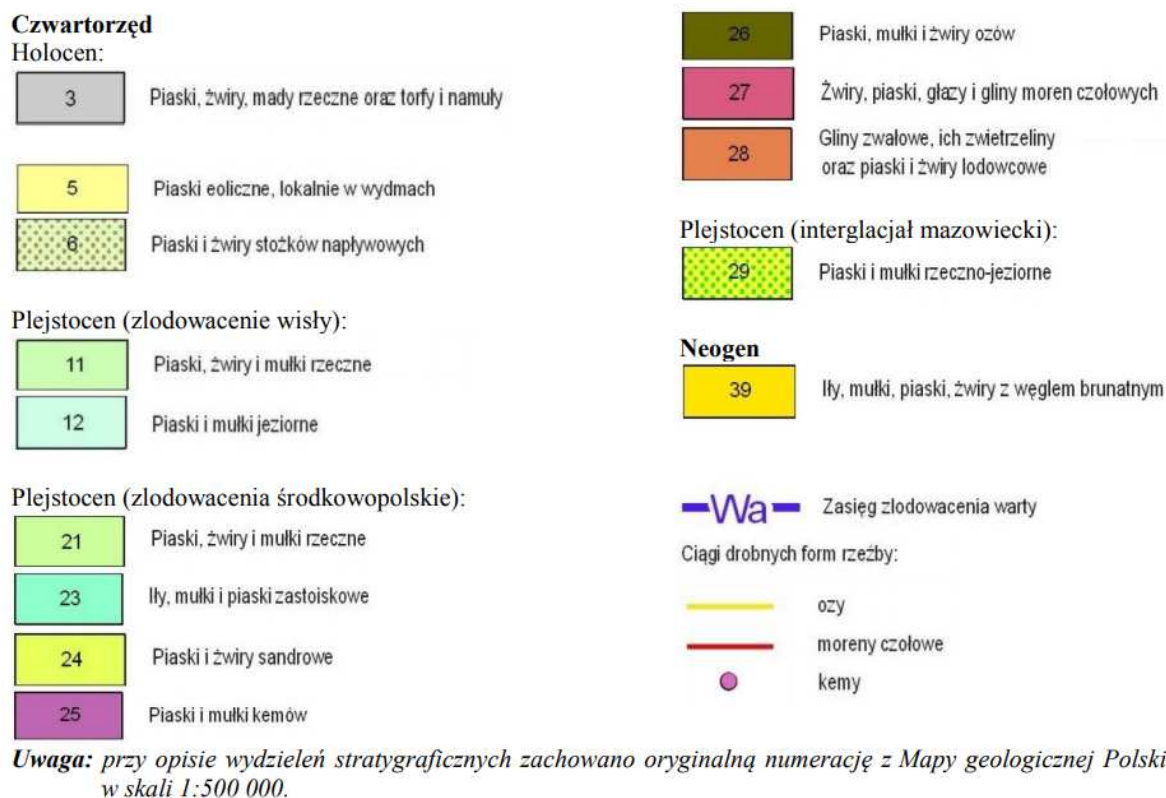 Czwartorzęd
Holocen:
3 Piaski, żwiry, mady rzeczne oraz torfy i namuły
5 Piaski eoliczne, lokalnie w wydmach
6 Piaski i żwiry stożków napływowych
Plejstocen (zlodowacenie wisły):
11 Piaski, żwiry i mułki rzeczne
12 Piaski i mułki jeziorne
Plejstocen (zlodowacenia środkowopolskie):
21 Piaski, żwiry i mułki rzeczne
23 Iły, mułki i piaski zastoiskowe
24 Piaski i żwiry sandrowe
25 Piaski i mułki kemów
26 Piaski, mułki i żwiry ozów
27 Żwiry, piaski, głazy i gliny moren czołowych
28 Gliny zwałowe, ich zwietrzeliny
oraz piaski i żwiry lodowcowe
Plejstocen (interglacjał mazowiecki):
29 Piaski i mułki rzeczno-jeziorne
Neogen
39 Iły, mułki, piaski, żwiry z węglem brunatnym
Wa Zasięg zlodowacenia warty
Ciągi drobnych form rzeźby:
ozy
moreny czołowe
kemy
Uwaga: przy opisie wydzieleń stratygraficznych zachowano oryginalną numerację z Mapy geologicznej Polski
w skali 1:500 000.